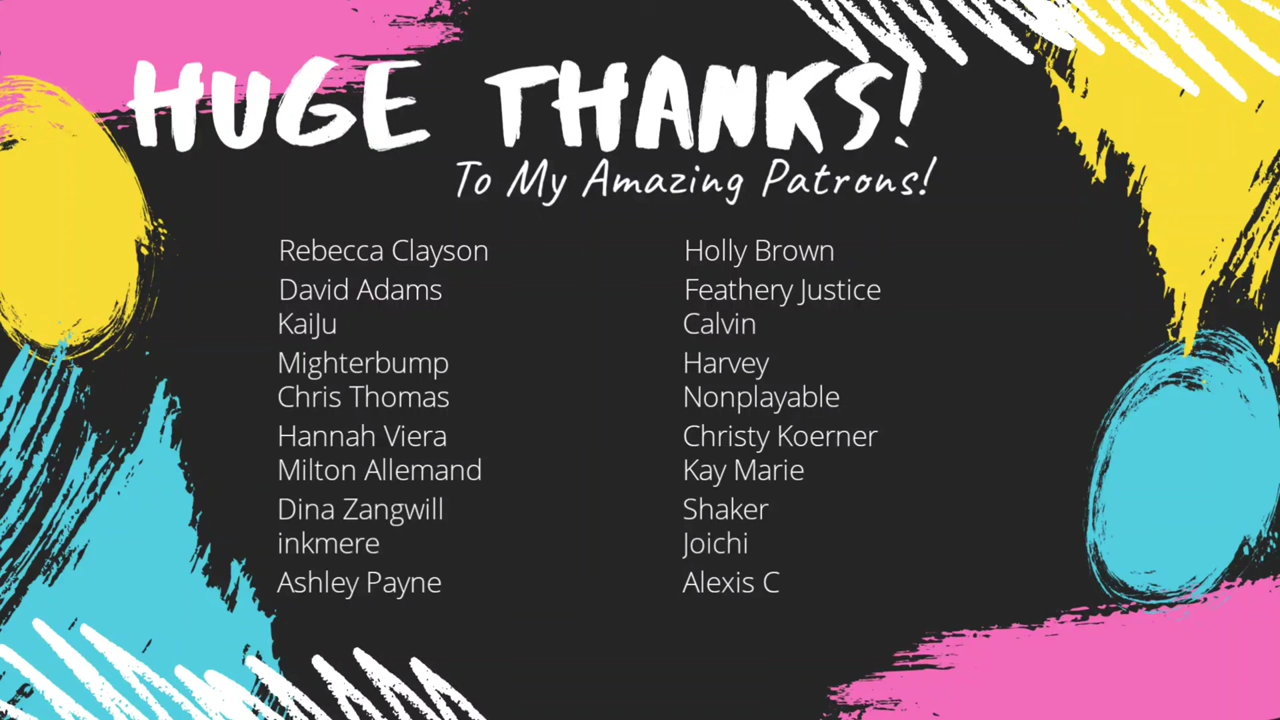 HUGE THANKS!
To My Amazing Patrons!
Rebecca Clayson
David Adams
KaiJu
Mighterbump
Chris Thomas
Hannah Viera
Milton Allemand
Dina Zangwill
inkmere
Ashley Payne
Holly Brown
Feathery Justice
Calvin
Harvey
Nonplayable
Christy Koerner
Kay Marie
Shaker
Joichi
Alexis C